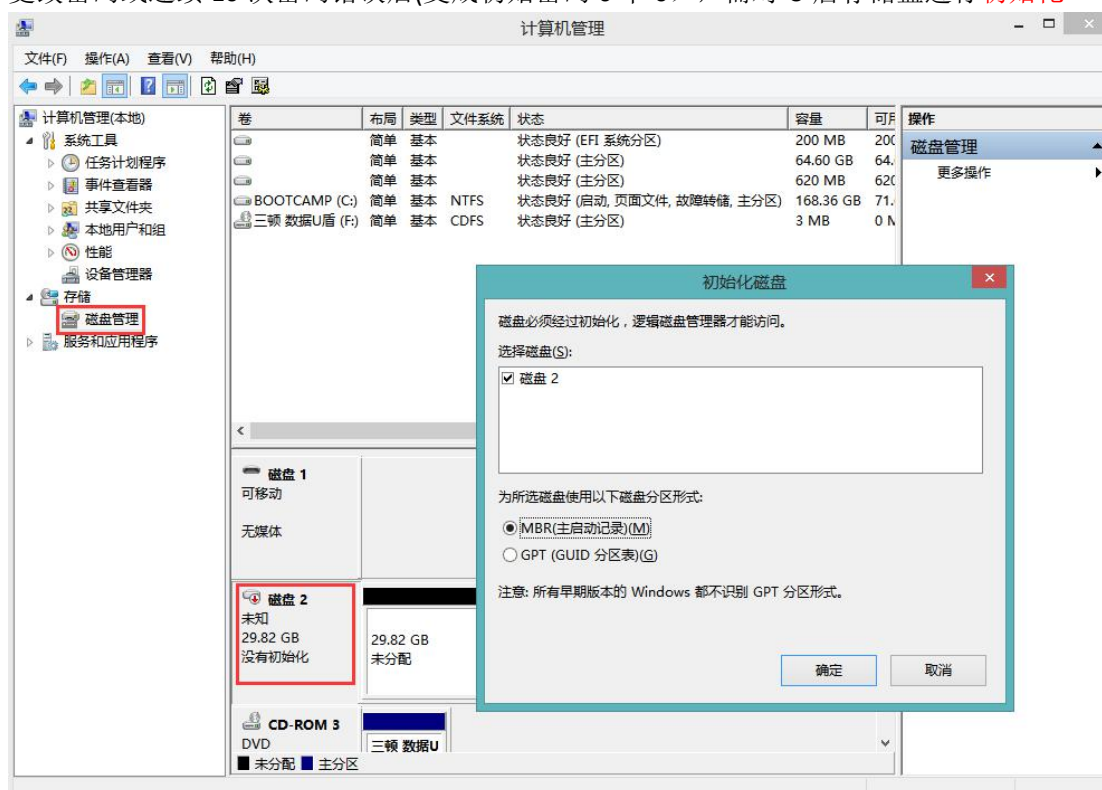 计算机管理
文件(F) 操作(A) 查看(V) 帮助(H)
计算机管理(本地)
系统工具
任务计划程序
事件查看器
共享文件夹
本地用户和组
性能
设备管理器
存储
磁盘管理
服务和应用程序
卷 布局 类型 文件系统 状态 容量
简单 基本 状态良好 (EFI 系统分区) 200 MB 200
简单 基本 状态良好 (主分区) 64.60 GB 64.
简单 基本 状态良好 (主分区) 620 MB 620
BOOTCAMP (C:) 简单 基本 NTFS 状态良好 (启动, 页面文件, 故障转储, 主分区) 168.36 GB 71.
三顿 数据U盾 (F:) 简单 基本 CDFS 状态良好 (主分区) 3 MB 0 M
操作
磁盘管理
更多操作
初始化磁盘
磁盘必须经过初始化，逻辑磁盘管理器才能访问。
选择磁盘(S):
磁盘 2
为所选磁盘使用以下磁盘分区形式:
MBR(主启动记录)(M)
GPT (GUID 分区表)(G)
注意: 所有早期版本的 Windows 都不识别 GPT 分区形式。
确定 取消
磁盘 1
可移动
无媒体
磁盘 2
未知
29.82 GB
没有初始化
29.82 GB
未分配
CD-ROM 3
DVD
三顿 数据U
未分配 主分区